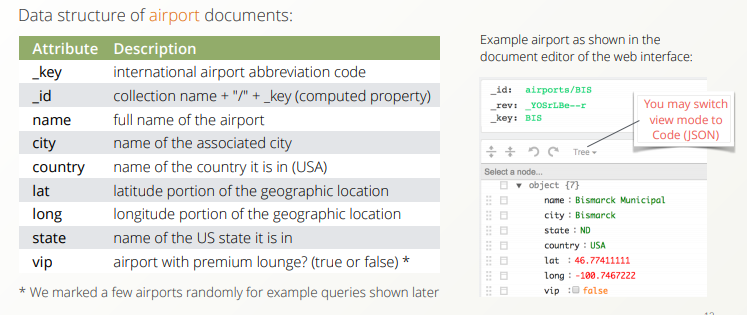 Data structure of airport documents:
Attribute Description
_key international airport abbreviation code
_id collection name + "/" + _key (computed property)
name full name of the airport
city name of the associated city
country name of the country it is in (USA)
lat latitude portion of the geographic location
long longitude portion of the geographic location
state name of the US state it is in
vip airport with premium lounge? (true or false) *
* We marked a few airports randomly for example queries shown later
Example airport as shown in the
document editor of the web interface:
_id: airports/BIS
_rev: _YOSrLBe--r
_key: BIS
You may switch
view mode to
Code (JSON)
Tree
Select a node...
object {7}
name : Bismarck Municipal
city : Bismarck
state : ND
country : USA
lat : 46.77411111
long : -100.7467222
vip : false